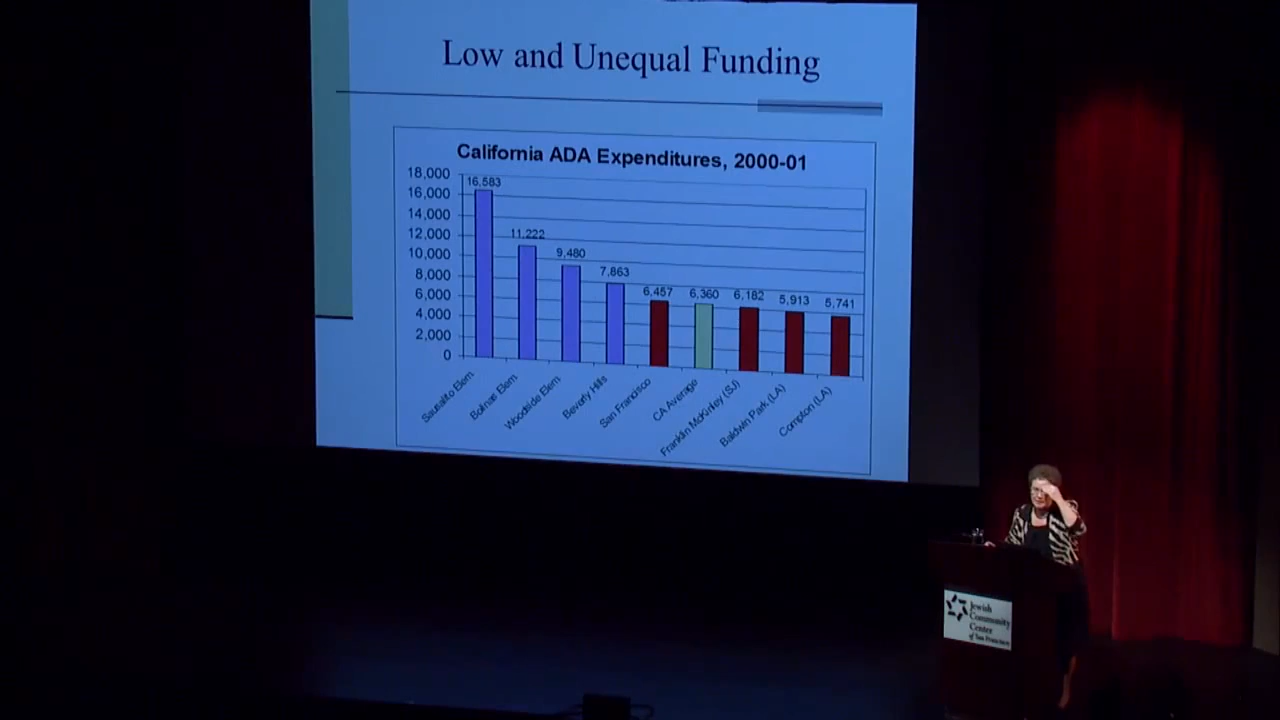 Low and Unequal Funding
California ADA Expenditures, 2000-01
18,000
16,000
14,000
12,000
10,000
8,000
6,000
4,000
2,000
0
16,583
11,222
9,480
7,863
6,457
6,360
6,182
5,913
5,741
Sausalito Elem
Bolinas Elem
Woodside Elem
Beverly Hills
San Francisco
CA Average
Franklin McKinley (SJ)
Baldwin Park (LA)
Compton (LA)
Jewish
Community
Center
of San Francisco